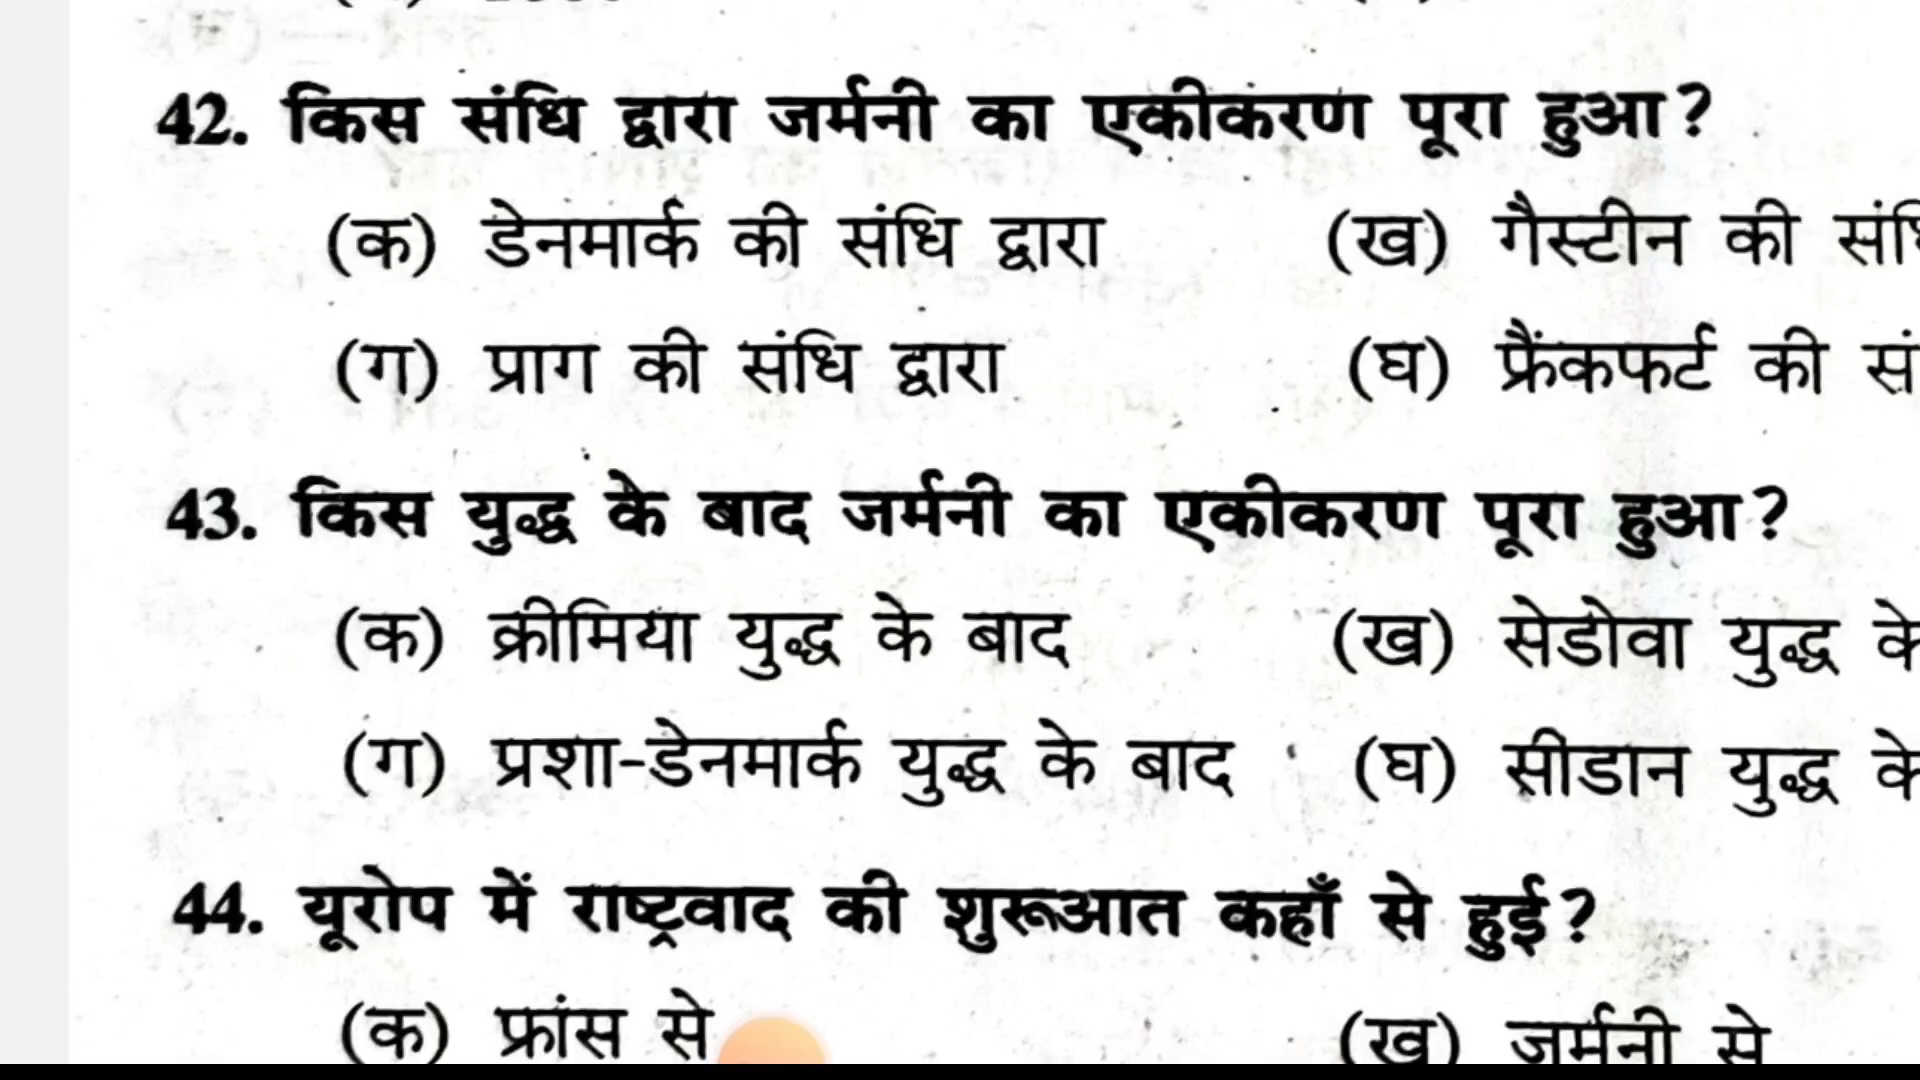 42. किस संधि द्वारा जर्मनी का एकीकरण पूरा हुआ?
(क) डेनमार्क की संधि द्वारा (ख) गैस्टीन की
(ग) प्राग की संधि द्वारा (घ) फ्रैंकफर्ट की
43. किस युद्ध के बाद जर्मनी का एकीकरण पूरा हुआ?
(क) क्रीमिया युद्ध के बाद (ख) सेडोवा युद्ध के
(ग) प्रशा-डेनमार्क युद्ध के बाद (घ) सीडान युद्ध के
44. यूरोप में राष्ट्रवाद की शुरूआत कहाँ से हुई?
(क) फ्रांस से (ख) जर्मनी से